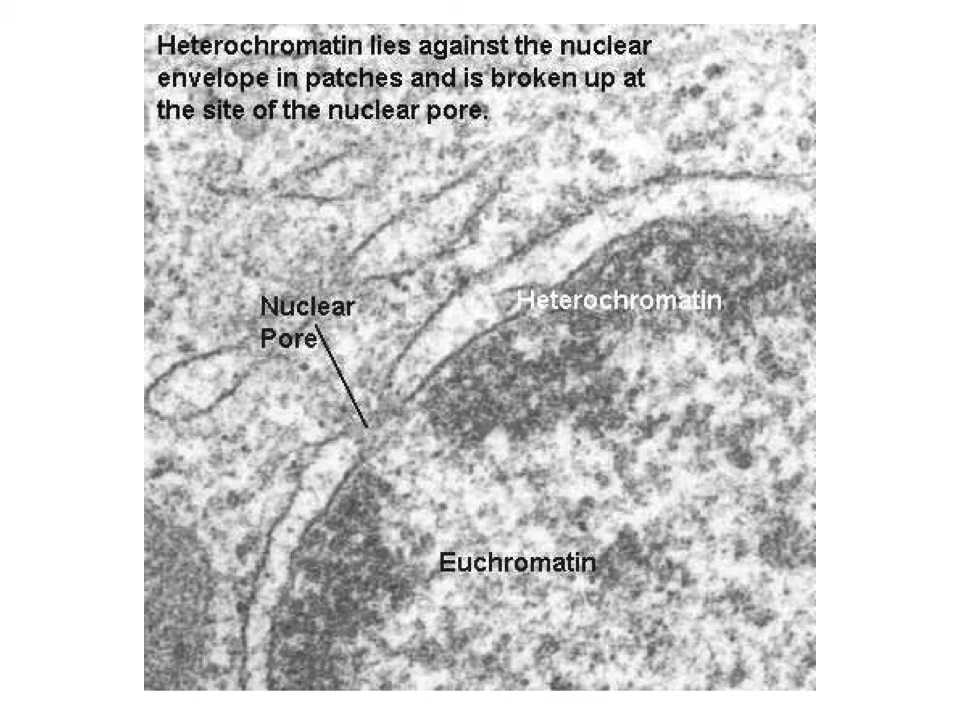 Heterochromatin lies against the nuclear
envelope in patches and is broken up at
the site of the nuclear pore.
Heterochromatin
Nuclear
Pore
Euchromatin